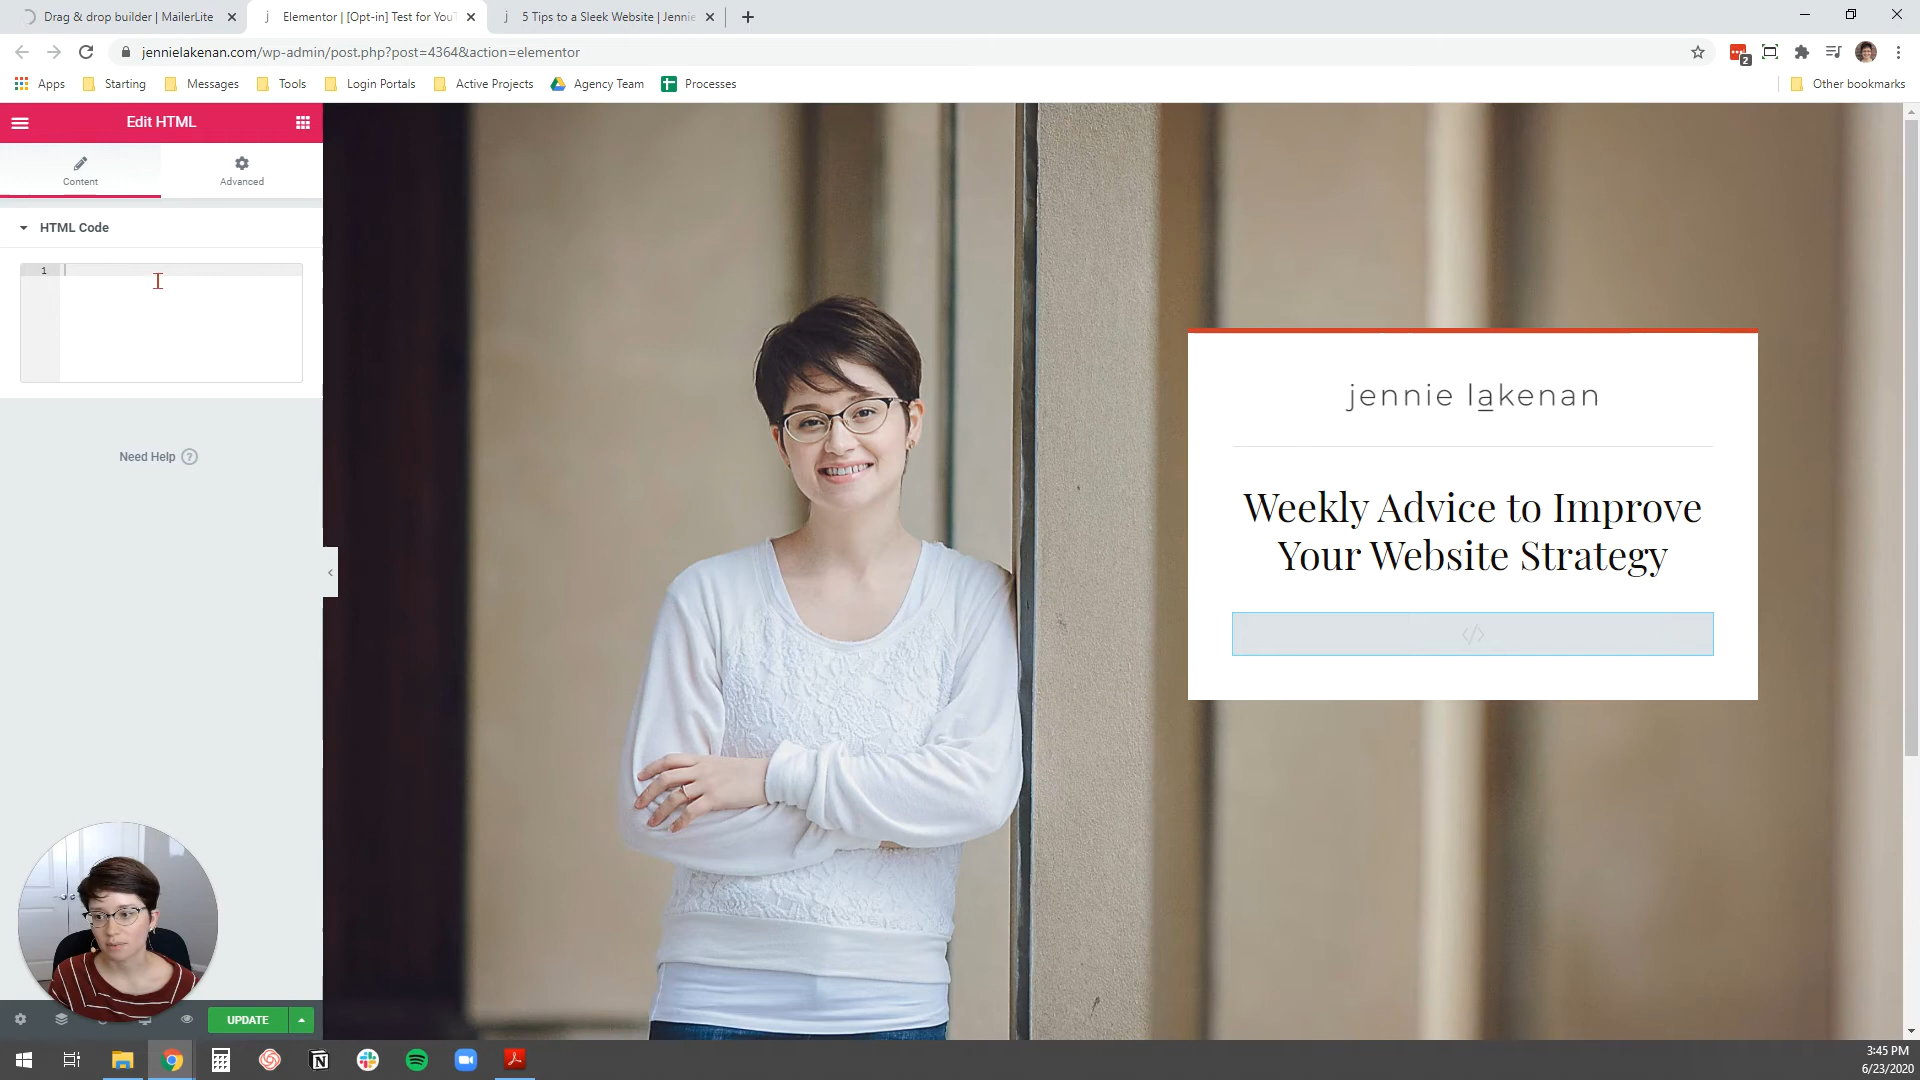 Drag & drop builder | MailerLite
Elementor | [Opt-in] Test for You
5 Tips to a Sleek Website | Jennie
jennielakenan.com/wp-admin/post.php?post=4364&action=elementor
2
Apps
Starting
Messages
Tools
Login Portals
Active Projects
Agency Team
Processes
Other bookmarks
Edit HTML
Content
Advanced
HTML Code
1
Need Help ?
jennie lakenan
Weekly Advice to Improve
Your Website Strategy
</>
UPDATE
3:45 PM
6/23/2020